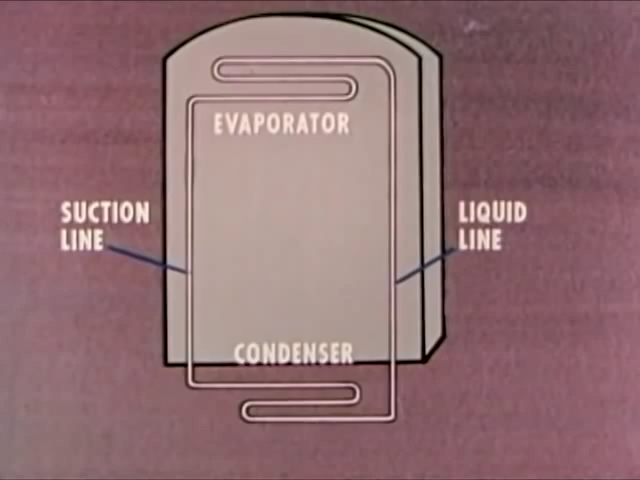 EVAPORATOR
SUCTION
LINE
LIQUID
LINE
CONDENSER